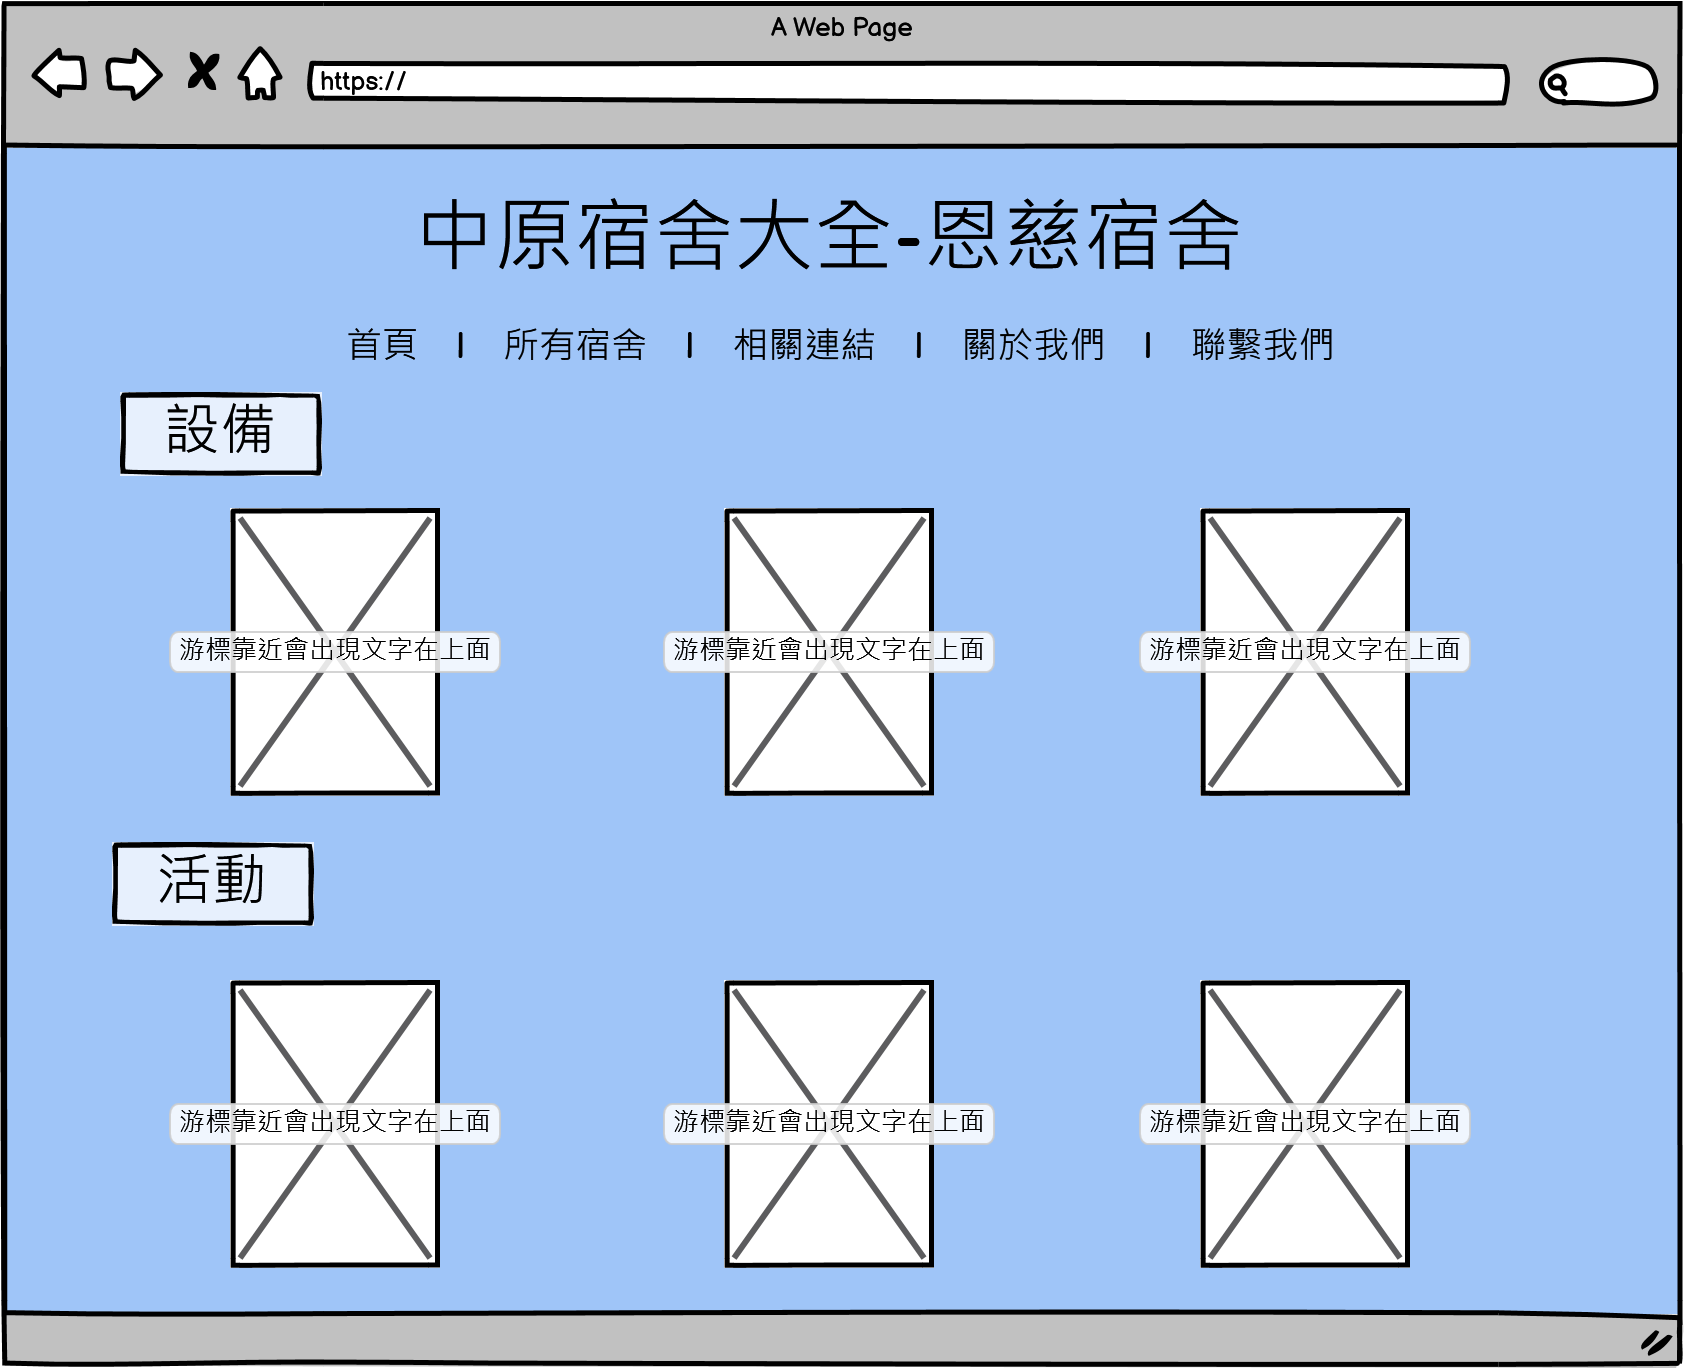 A Web Page
https://
中原宿舍大全-恩慈宿舍
首頁 | 所有宿舍 | 相關連結 | 關於我們 | 聯繫我們
設備
游標靠近會出現文字在上面 游標靠近會出現文字在上面 游標靠近會出現文字在上面
活動
游標靠近會出現文字在上面 游標靠近會出現文字在上面 游標靠近會出現文字在上面